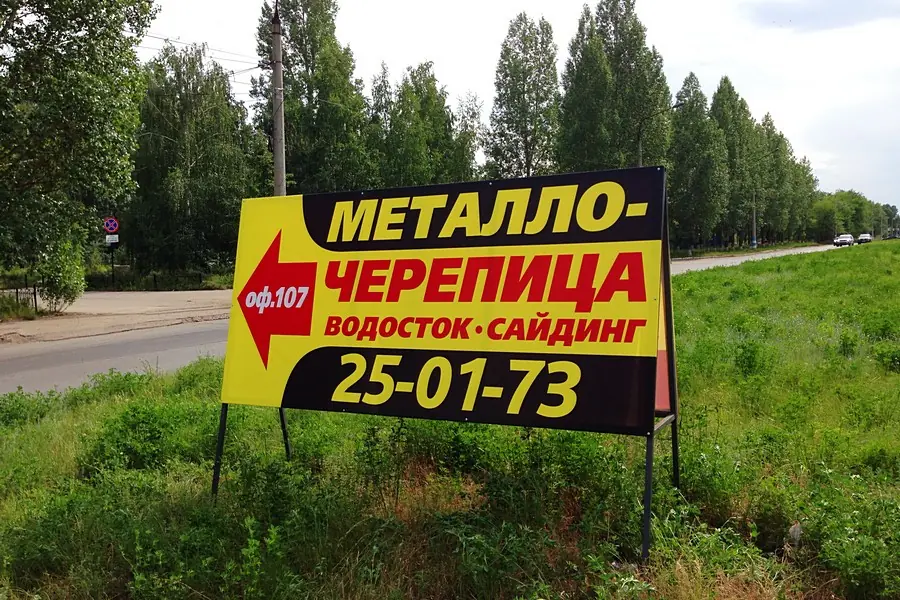 МЕТАЛЛО-
ЧЕРЕПИЦА
оф.107
ВОДОСТОК·САЙДИНГ
25-01-73